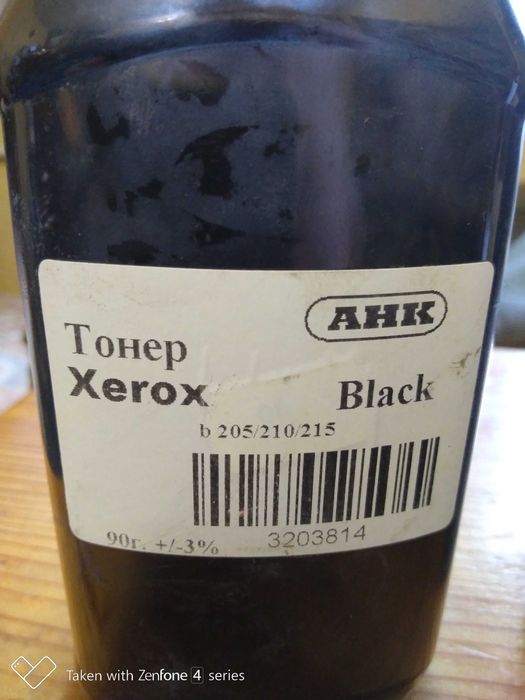 АНК
Тонер
Xerox
Black
b 205/210/215
3203814
90г. +/-3%
Taken with Zenfone 4 series